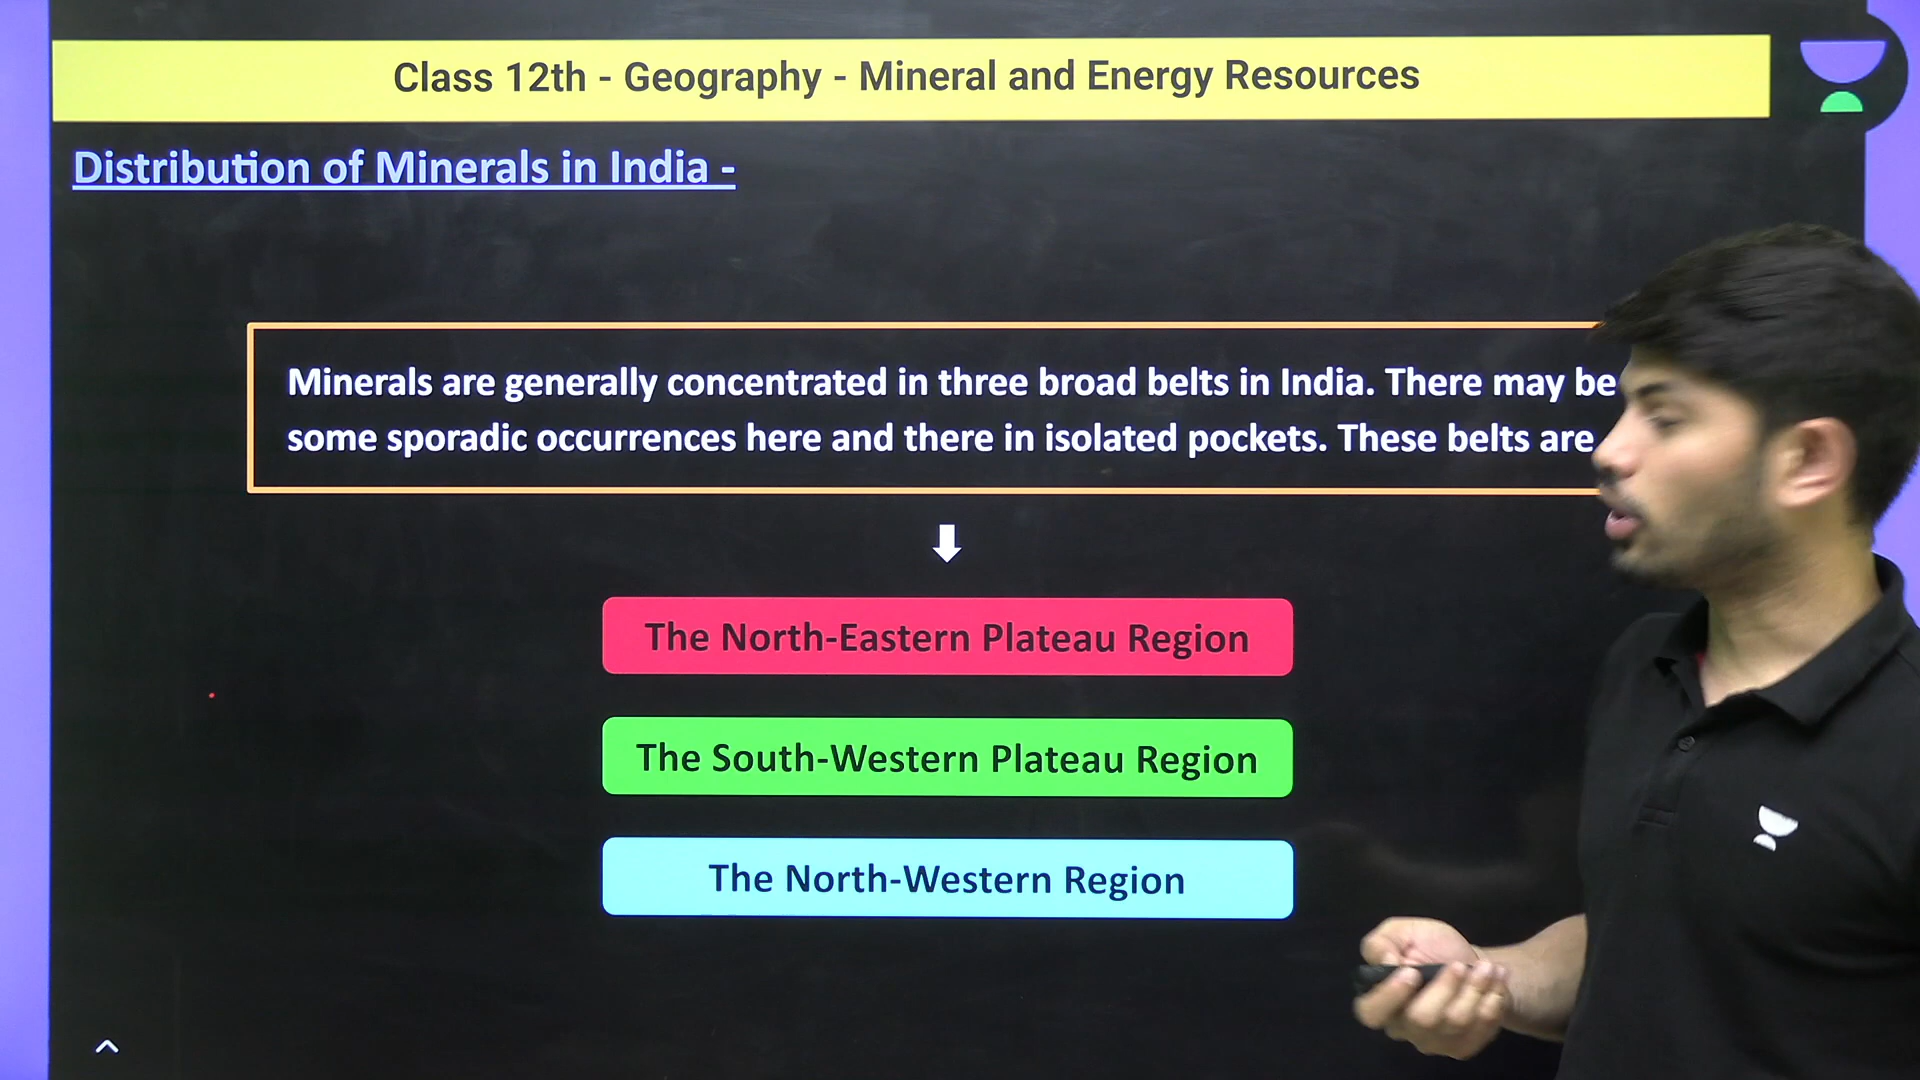 Class 12th - Geography - Mineral and Energy Resources
Distribution of Minerals in India -
Minerals are generally concentrated in three broad belts in India. There may be
some sporadic occurrences here and there in isolated pockets. These belts are
The North-Eastern Plateau Region
The South-Western Plateau Region
The North-Western Region